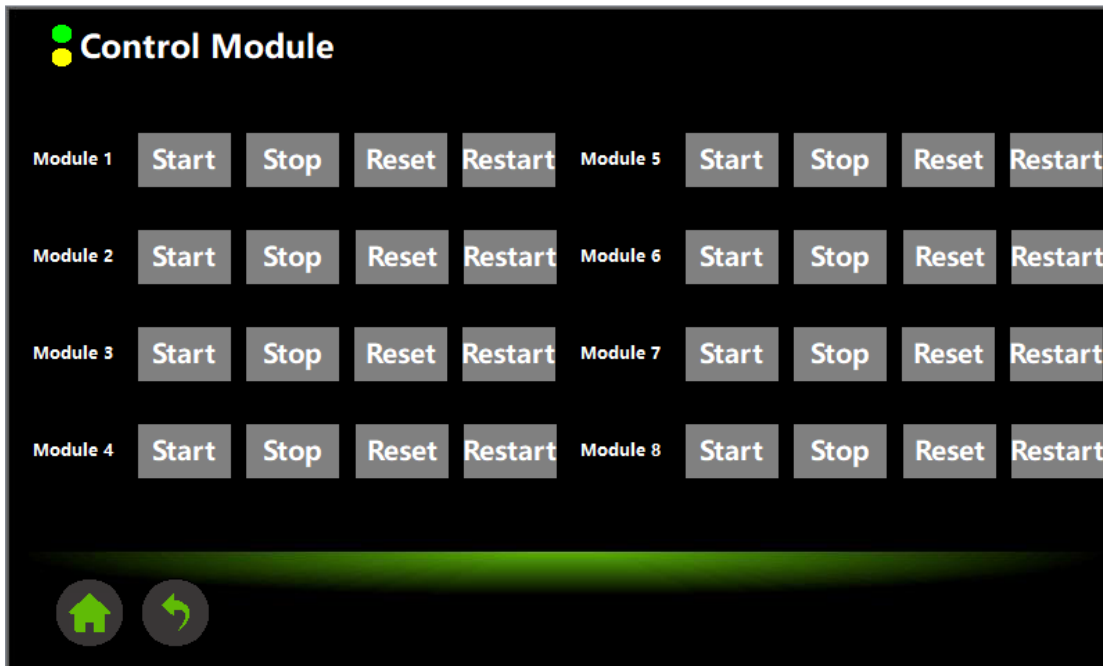 Control Module
Module 1 Start Stop Reset Restart Module 5 Start Stop Reset Restart
Module 2 Start Stop Reset Restart Module 6 Start Stop Reset Restart
Module 3 Start Stop Reset Restart Module 7 Start Stop Reset Restart
Module 4 Start Stop Reset Restart Module 8 Start Stop Reset Restart